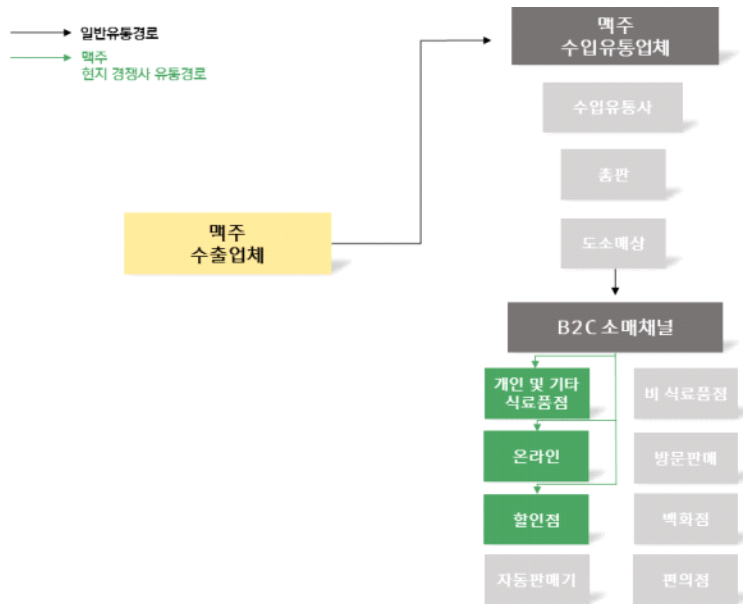 일반유통경로
맥주
현지 경쟁사 유통경로
맥주
수입유통업체
수입유통사
총판
도소매상
맥주
수출업체
B2C 소매채널
개인 및 기타
식료품점
비 식료품점
온라인
방문판매
할인점
백화점
자동판매기
편의점